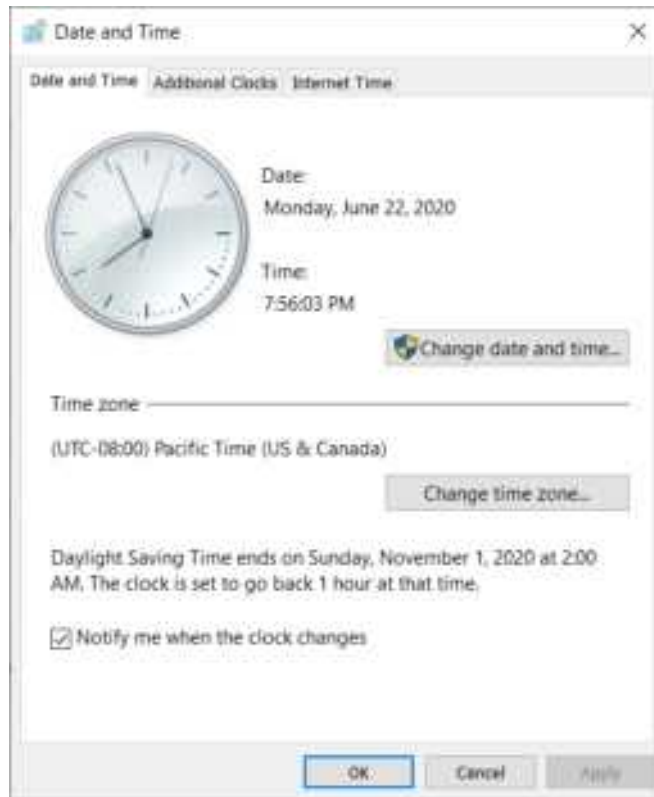 Date and Time
Date and Time Additional Clocks Internet Time
Date:
Monday, June 22, 2020
Time:
7:56:03 PM
Change date and time...
Time zone
(UTC-08:00) Pacific Time (US & Canada)
Change time zone...
Daylight Saving Time ends on Sunday, November 1, 2020 at 2:00
AM. The clock is set to go back 1 hour at that time.
Notify me when the clock changes
OK Cancel Apply